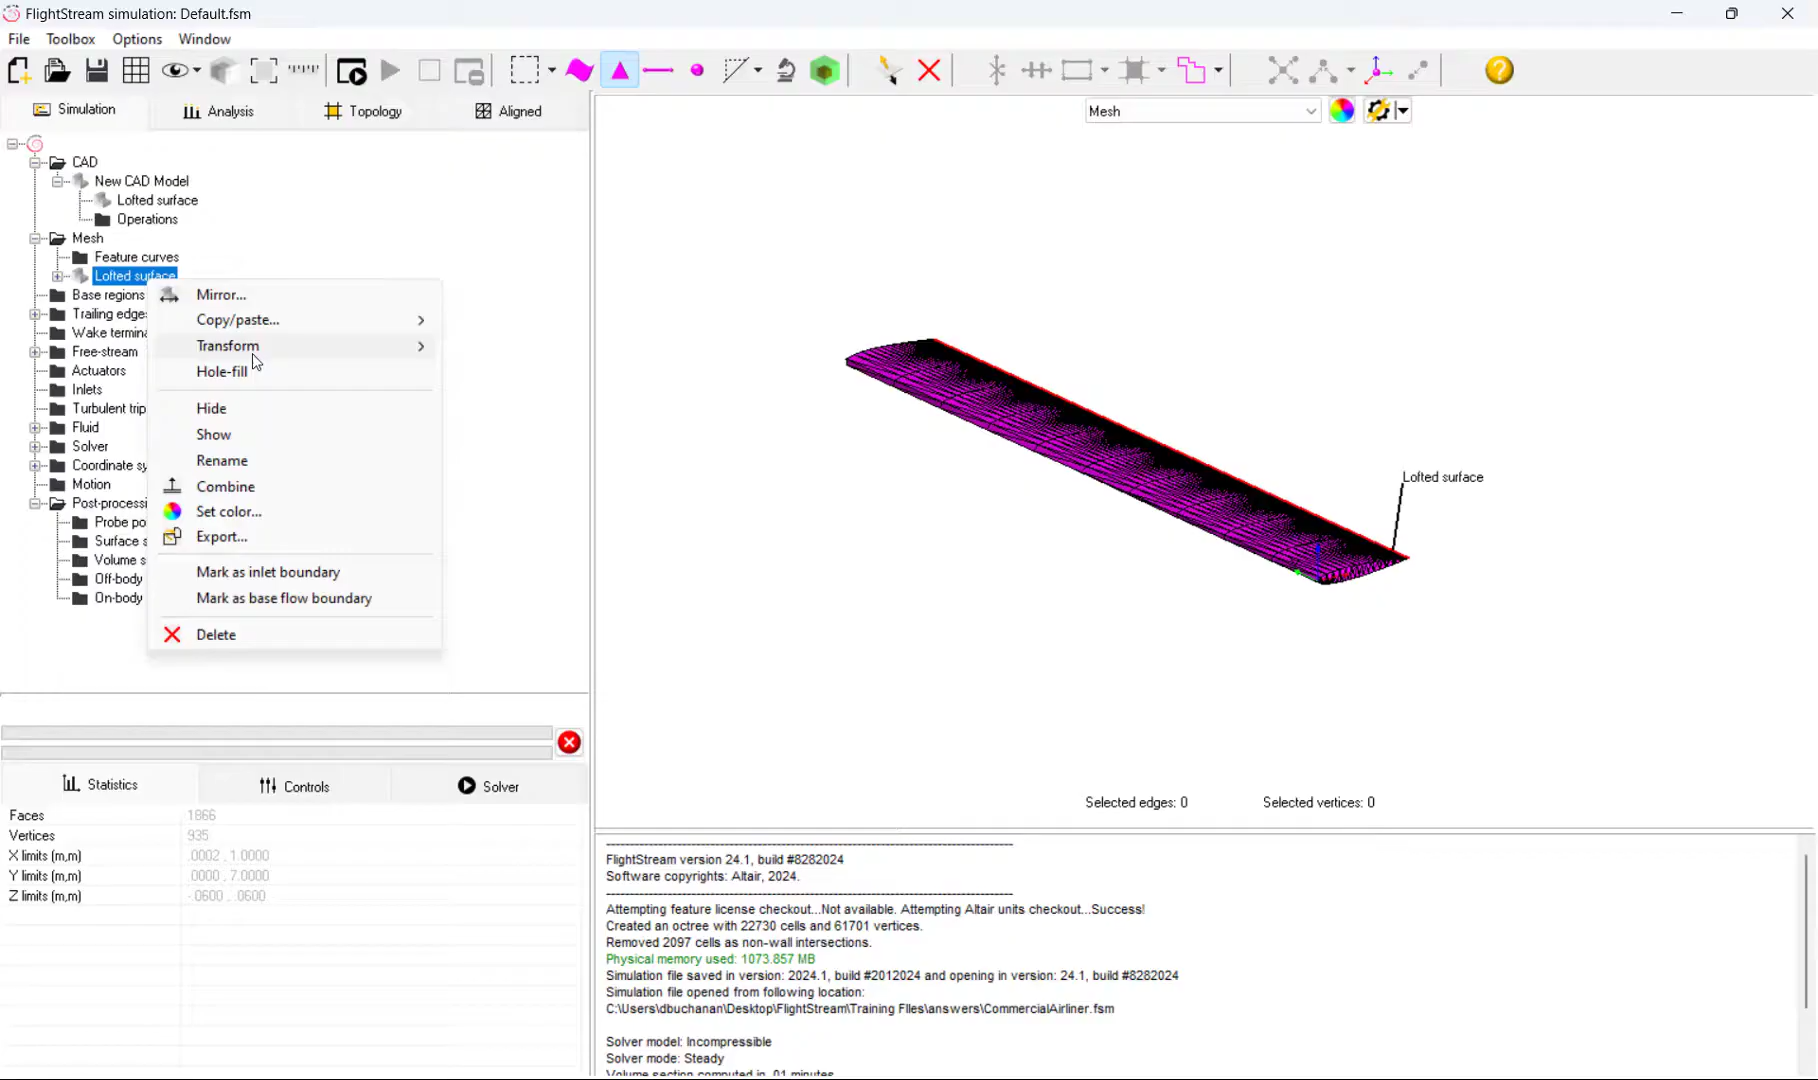 FlightStream simulation: Default.fsm
File Toolbox Options Window
Simulation Analysis Topology Aligned
Mesh
CAD
New CAD Model
Lofted surface
Operations
Mesh
Feature curves
Lofted surface
Base regions
Trailing edge
Wake termina
Free-stream
Actuators
Inlets
Turbulent trip
Fluid
Solver
Coordinate sy
Motion
Post-processi
Probe po
Surface s
Volume s
Off-body
On-body
Mirror...
Copy/paste...
Transform
Hole-fill
Hide
Show
Rename
Combine
Set color...
Export...
Mark as inlet boundary
Mark as base flow boundary
Delete
Lofted surface
Selected edges: 0 Selected vertices: 0
Statistics Controls Solver
Faces 1866
Vertices 935
X limits (m,m) .0002 , 1.0000
Y limits (m,m) .0000 , 7.0000
Z limits (m,m) -.0600 , .0600
FlightStream version 24.1, build #8282024
Software copyrights: Altair, 2024.
Attempting feature license checkout...Not available. Attempting Altair units checkout...Success!
Created an octree with 22730 cells and 61701 vertices.
Removed 2097 cells as non-wall intersections.
Physical memory used: 1073.857 MB
Simulation file saved in version: 2024.1, build #2012024 and opening in version: 24.1, build #8282024
Simulation file opened from following location:
C:\Users\dbuchanan\Desktop\FlightStream\Training FIles\answers\CommercialAirliner.fsm
Solver model: Incompressible
Solver mode: Steady
Volume section computed in .01 minutes